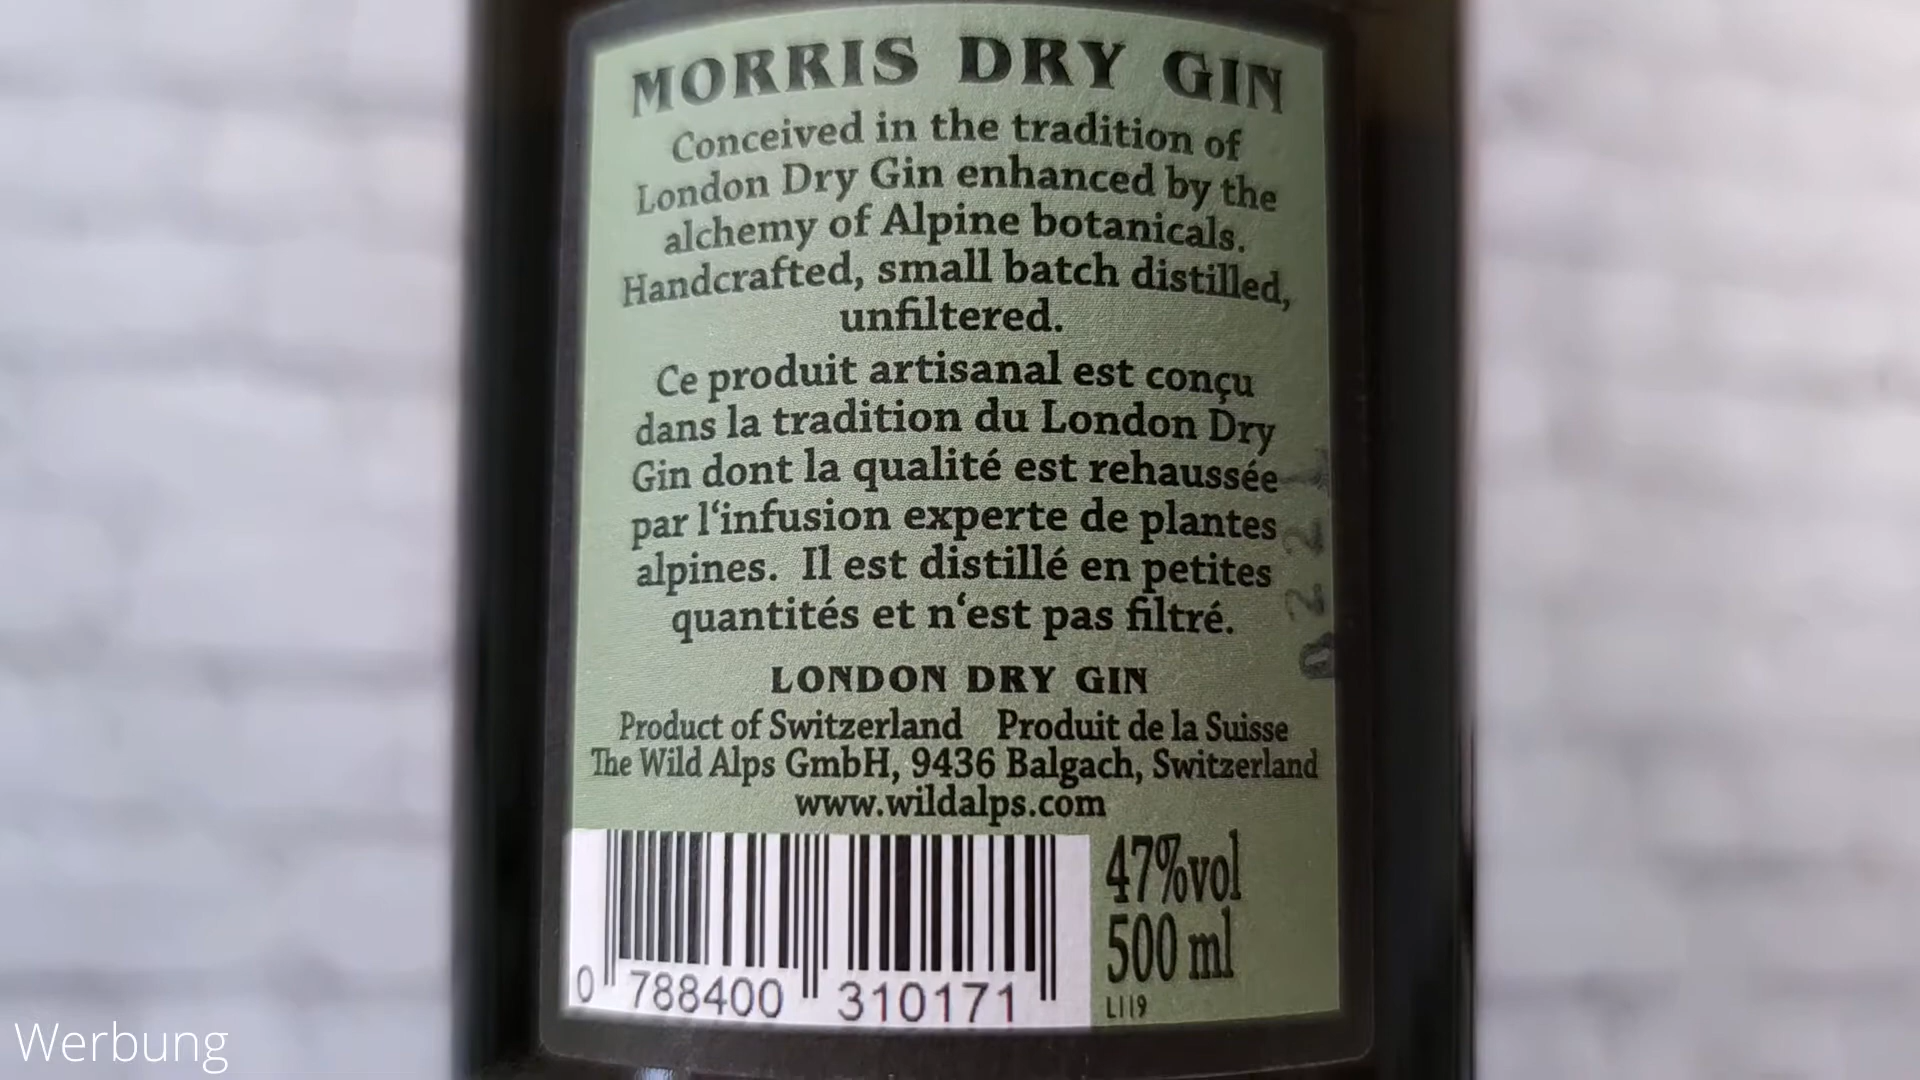 MORRIS DRY GIN
Conceived in the tradition of
London Dry Gin enhanced by the
alchemy of Alpine botanicals.
Handcrafted, small batch distilled,
unfiltered.
Ce produit artisanal est conçu
dans la tradition du London Dry
Gin dont la qualité est rehaussée
par l‘infusion experte de plantes
alpines. Il est distillé en petites
quantités et n‘est pas filtré.
LONDON DRY GIN
Product of Switzerland Produit de la Suisse
The Wild Alps GmbH, 9436 Balgach, Switzerland
www.wildalps.com
47%vol
500 ml
L119
0 788400 310171
Werbung